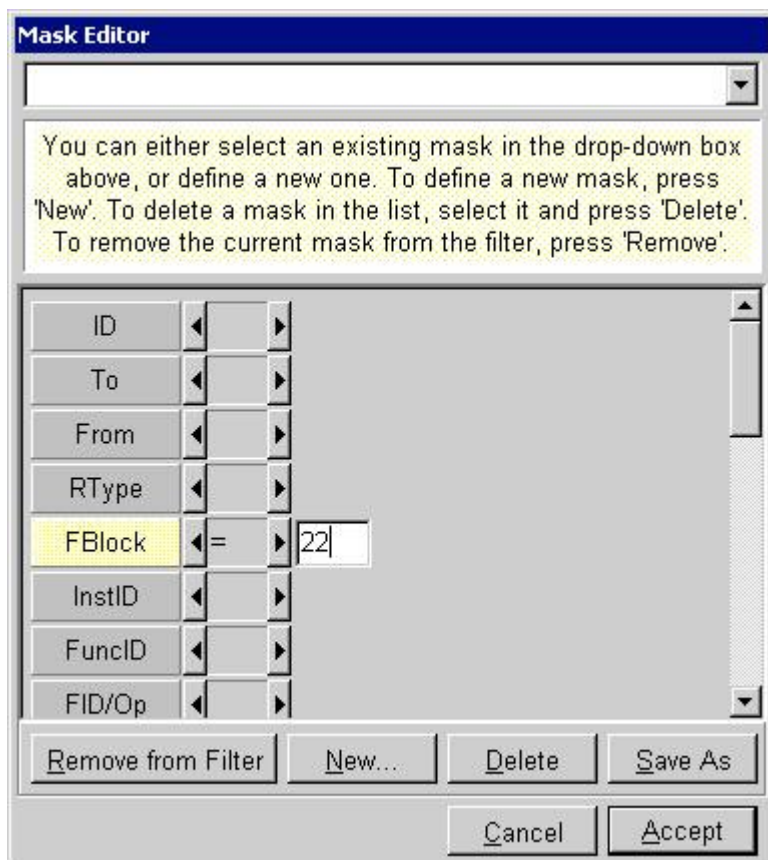 Mask Editor
You can either select an existing mask in the drop-down box
above, or define a new one. To define a new mask, press
'New'. To delete a mask in the list, select it and press 'Delete'.
To remove the current mask from the filter, press 'Remove'.
ID
To
From
RType
FBlock = 22
InstID
FuncID
FID/Op
Remove from Filter New... Delete Save As
Cancel Accept